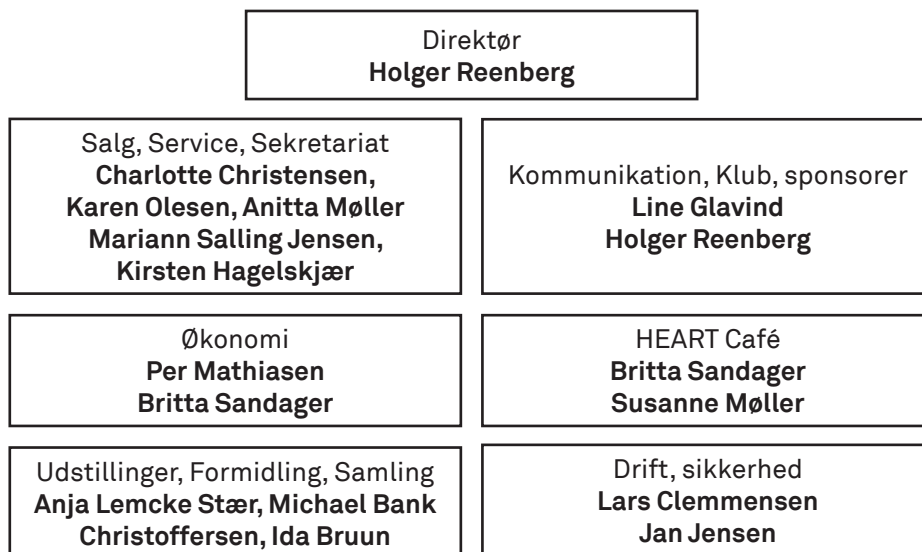 Direktør
Holger Reenberg
Salg, Service, Sekretariat
Charlotte Christensen,
Karen Olesen, Anitta Møller
Mariann Salling Jensen,
Kirsten Hagelskjær
Kommunikation, Klub, sponsorer
Line Glavind
Holger Reenberg
Økonomi
Per Mathiasen
Britta Sandager
HEART Café
Britta Sandager
Susanne Møller
Udstillinger, Formidling, Samling
Anja Lemcke Stær, Michael Bank
Christoffersen, Ida Bruun
Drift, sikkerhed
Lars Clemmensen
Jan Jensen